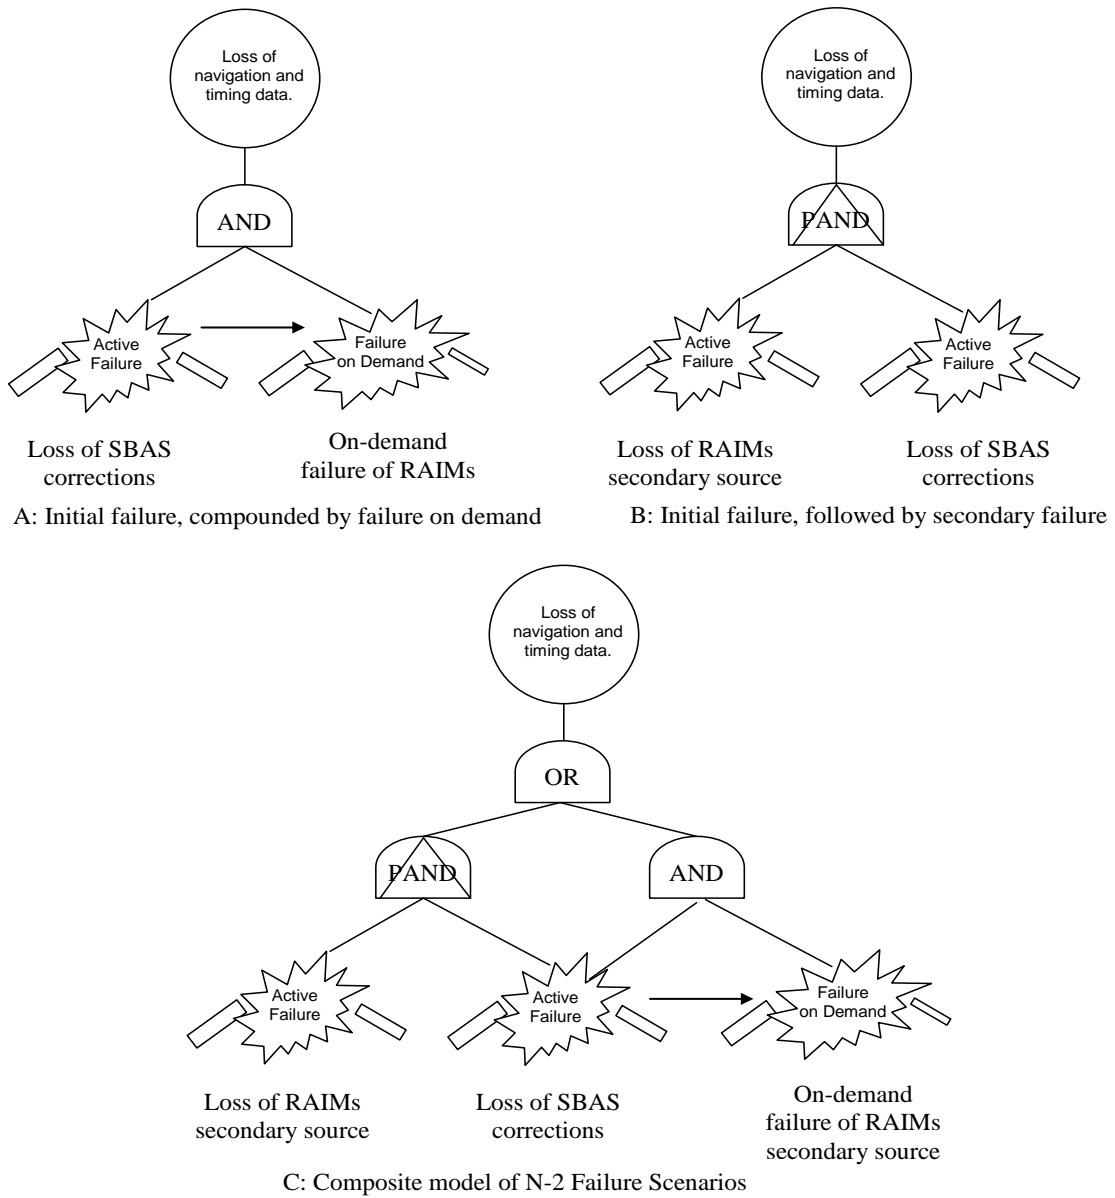 Loss of
navigation and
timing data.
AND
Active
Failure
Failure
on Demand
Loss of SBAS
corrections
On-demand
failure of RAIMs
A: Initial failure, compounded by failure on demand
Loss of
navigation and
timing data.
PAND
Active
Failure
Active
Failure
Loss of RAIMs
secondary source
Loss of SBAS
corrections
B: Initial failure, followed by secondary failure
Loss of
navigation and
timing data.
OR
PAND
AND
Active
Failure
Active
Failure
Failure
on Demand
Loss of RAIMs
secondary source
Loss of SBAS
corrections
On-demand
failure of RAIMs
secondary source
C: Composite model of N-2 Failure Scenarios